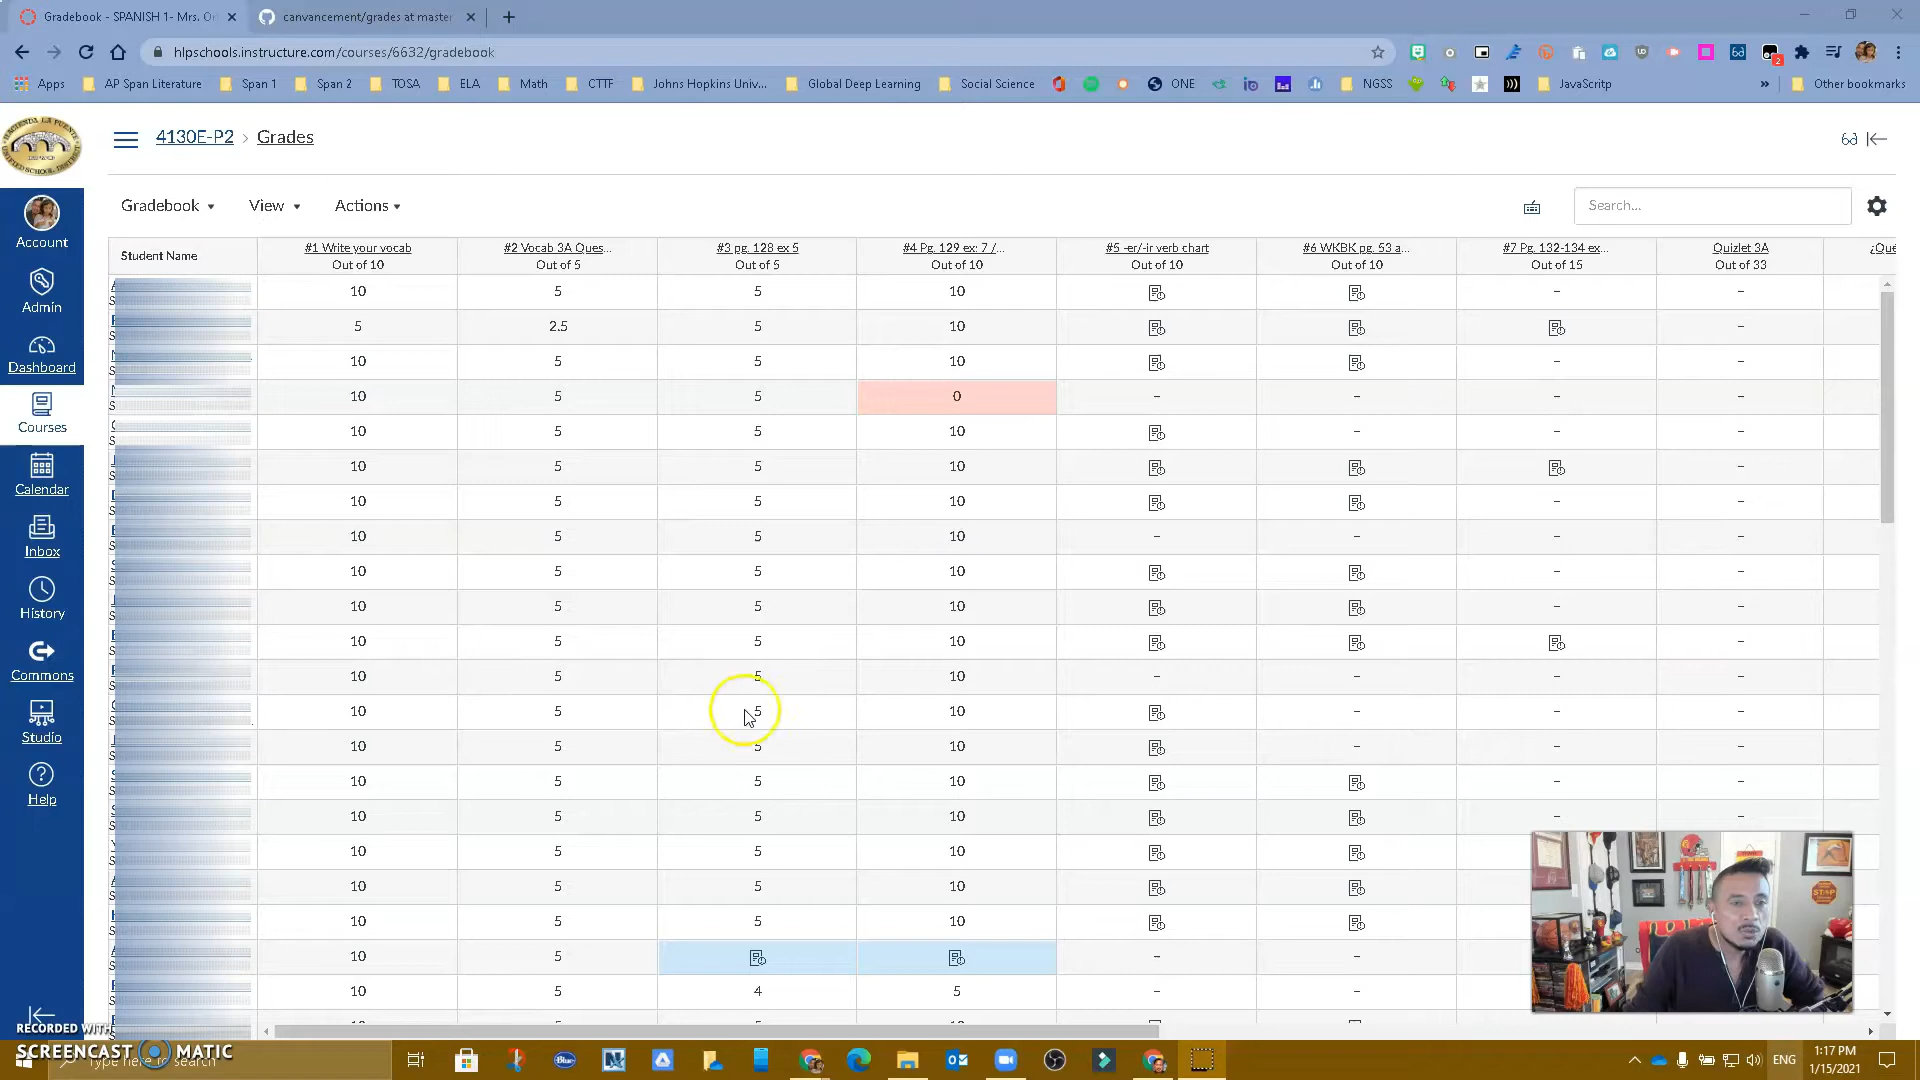 Gradebook - SPANISH 1- Mrs. Or
canvancement/grades at master
hlpschools.instructure.com/courses/6632/gradebook
Apps AP Span Literature Span 1 Span 2 TOSA ELA Math CTTF Johns Hopkins Univ... Global Deep Learning Social Science ONE NGSS JavaScritp » Other bookmarks
4130E-P2 › Grades
Gradebook View Actions Search...
Account
Admin
Dashboard
Courses
Calendar
Inbox
History
Commons
Studio
Help
Student Name #1 Write your vocab #2 Vocab 3A Ques... #3 pg. 128 ex 5 #4 Pg. 129 ex: 7 /... #5 -er/-ir verb chart #6 WKBK pg. 53 a... #7 Pg. 132-134 ex... Quizlet 3A ¿Qué
Out of 10 Out of 5 Out of 5 Out of 10 Out of 10 Out of 10 Out of 15 Out of 33
10 5 5 10 – –
5 2.5 5 10 –
10 5 5 10 – –
10 5 5 0 – – – –
10 5 5 10 – – –
10 5 5 10 –
10 5 5 10 – –
10 5 5 10 – – – –
10 5 5 10 – –
10 5 5 10 – –
10 5 5 10 –
10 5 5 10 – – – –
10 5 5 10 – – –
10 5 5 10 – – –
10 5 5 10 – –
10 5 5 10 – –
10 5 5 10
10 5 5 10
10 5 5 10
10 5 – –
10 5 4 5 – –
STOP
RECORDED WITH
SCREENCAST MATIC
Type here to search
ENG
1:17 PM
1/15/2021